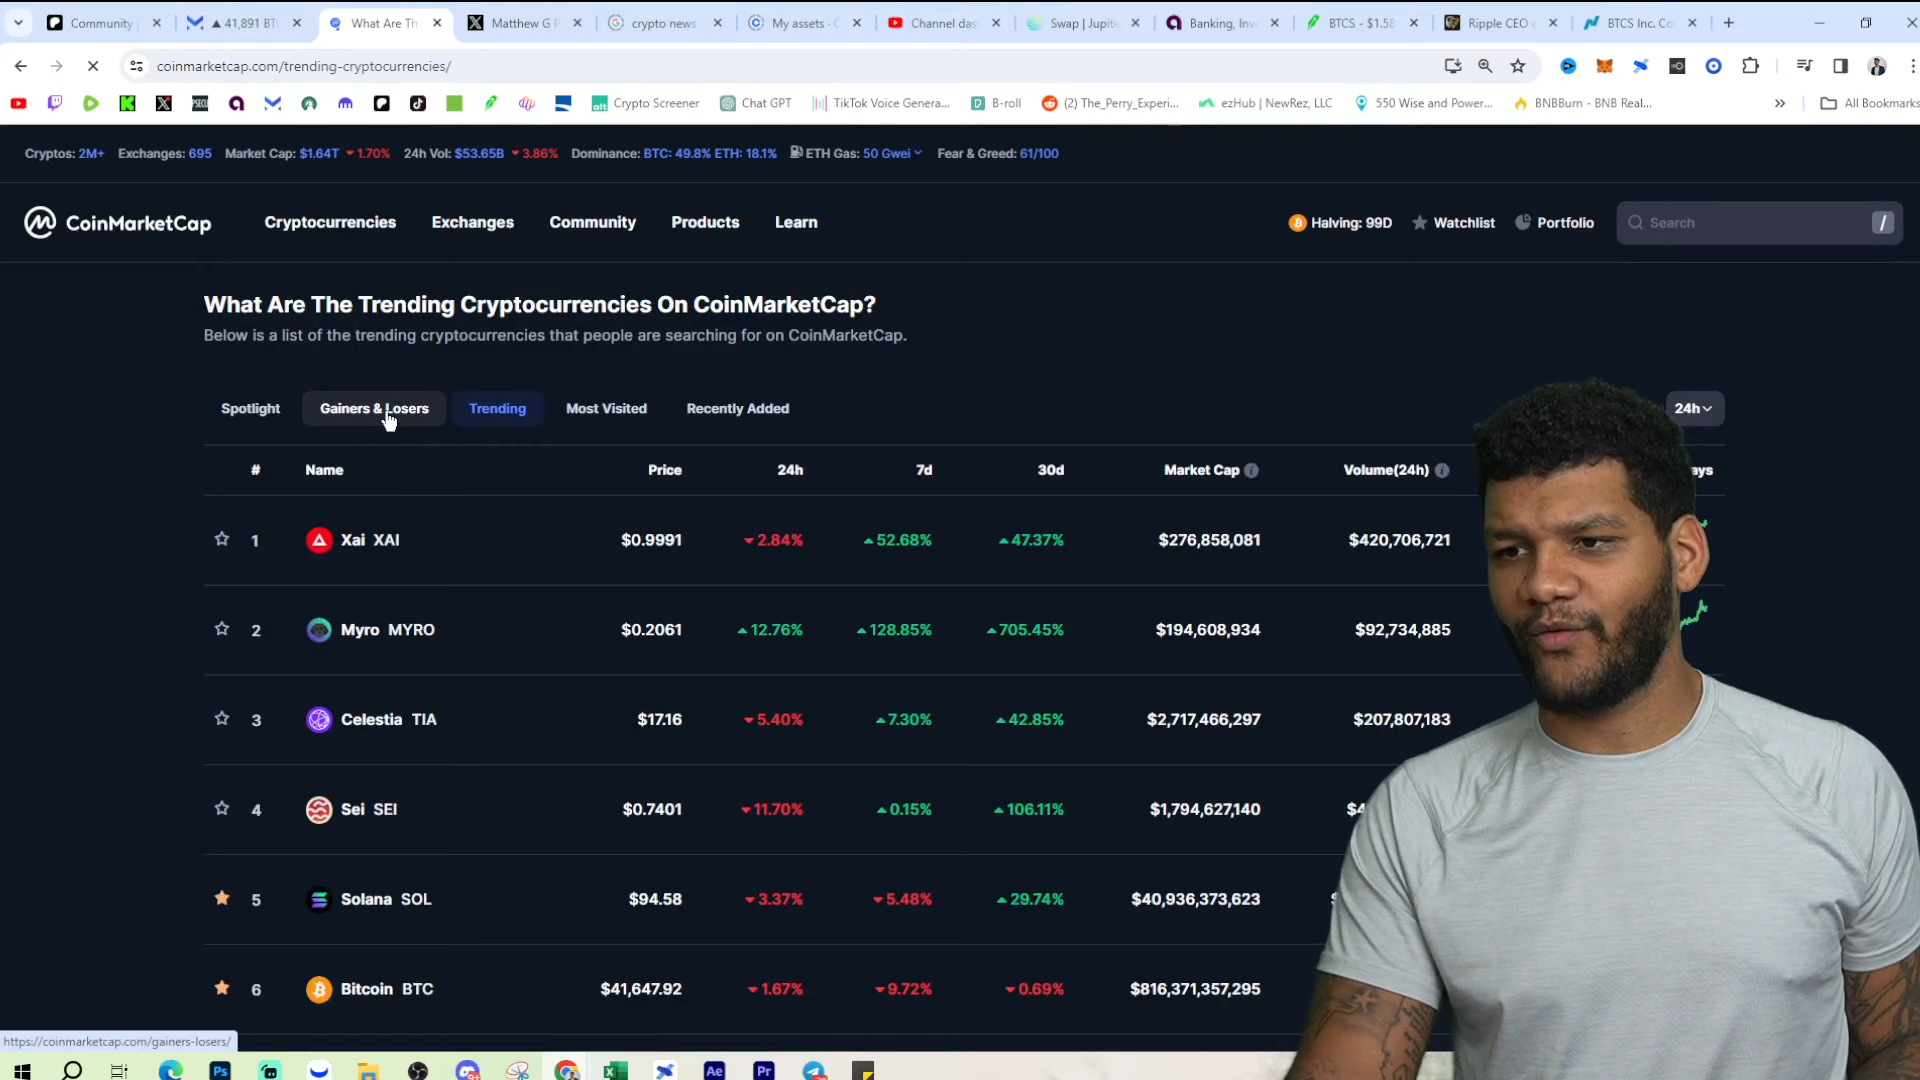 Community
▲ 41,891 BT
What Are Th
Matthew G P
crypto news
My assets
Channel das
Swap | Jupite
Banking, Inv
BTCS - $1.58
Ripple CEO
BTCS Inc. Co
coinmarketcap.com/trending-cryptocurrencies/
Crypto Screener
Chat GPT
TikTok Voice Genera...
B-roll
(2) The_Perry_Experi...
ezHub | NewRez, LLC
550 Wise and Power...
BNBBurn - BNB Real...
All Bookmarks
Cryptos: 2M+ Exchanges: 695 Market Cap: $1.64T 1.70% 24h Vol: $53.65B 3.86% Dominance: BTC: 49.8% ETH: 18.1% ETH Gas: 50 Gwei Fear & Greed: 61/100
CoinMarketCap Cryptocurrencies Exchanges Community Products Learn Halving: 99D Watchlist Portfolio Search /
What Are The Trending Cryptocurrencies On CoinMarketCap?
Below is a list of the trending cryptocurrencies that people are searching for on CoinMarketCap.
Spotlight Gainers & Losers Trending Most Visited Recently Added 24h
# Name Price 24h 7d 30d Market Cap Volume(24h) ays
1 Xai XAI $0.9991 2.84% 52.68% 47.37% $276,858,081 $420,706,721
2 Myro MYRO $0.2061 12.76% 128.85% 705.45% $194,608,934 $92,734,885
3 Celestia TIA $17.16 5.40% 7.30% 42.85% $2,717,466,297 $207,807,183
4 Sei SEI $0.7401 11.70% 0.15% 106.11% $1,794,627,140 $4
5 Solana SOL $94.58 3.37% 5.48% 29.74% $40,936,373,623
6 Bitcoin BTC $41,647.92 1.67% 9.72% 0.69% $816,371,357,295
https://coinmarketcap.com/gainers-losers/
Ps
Ae
Pr